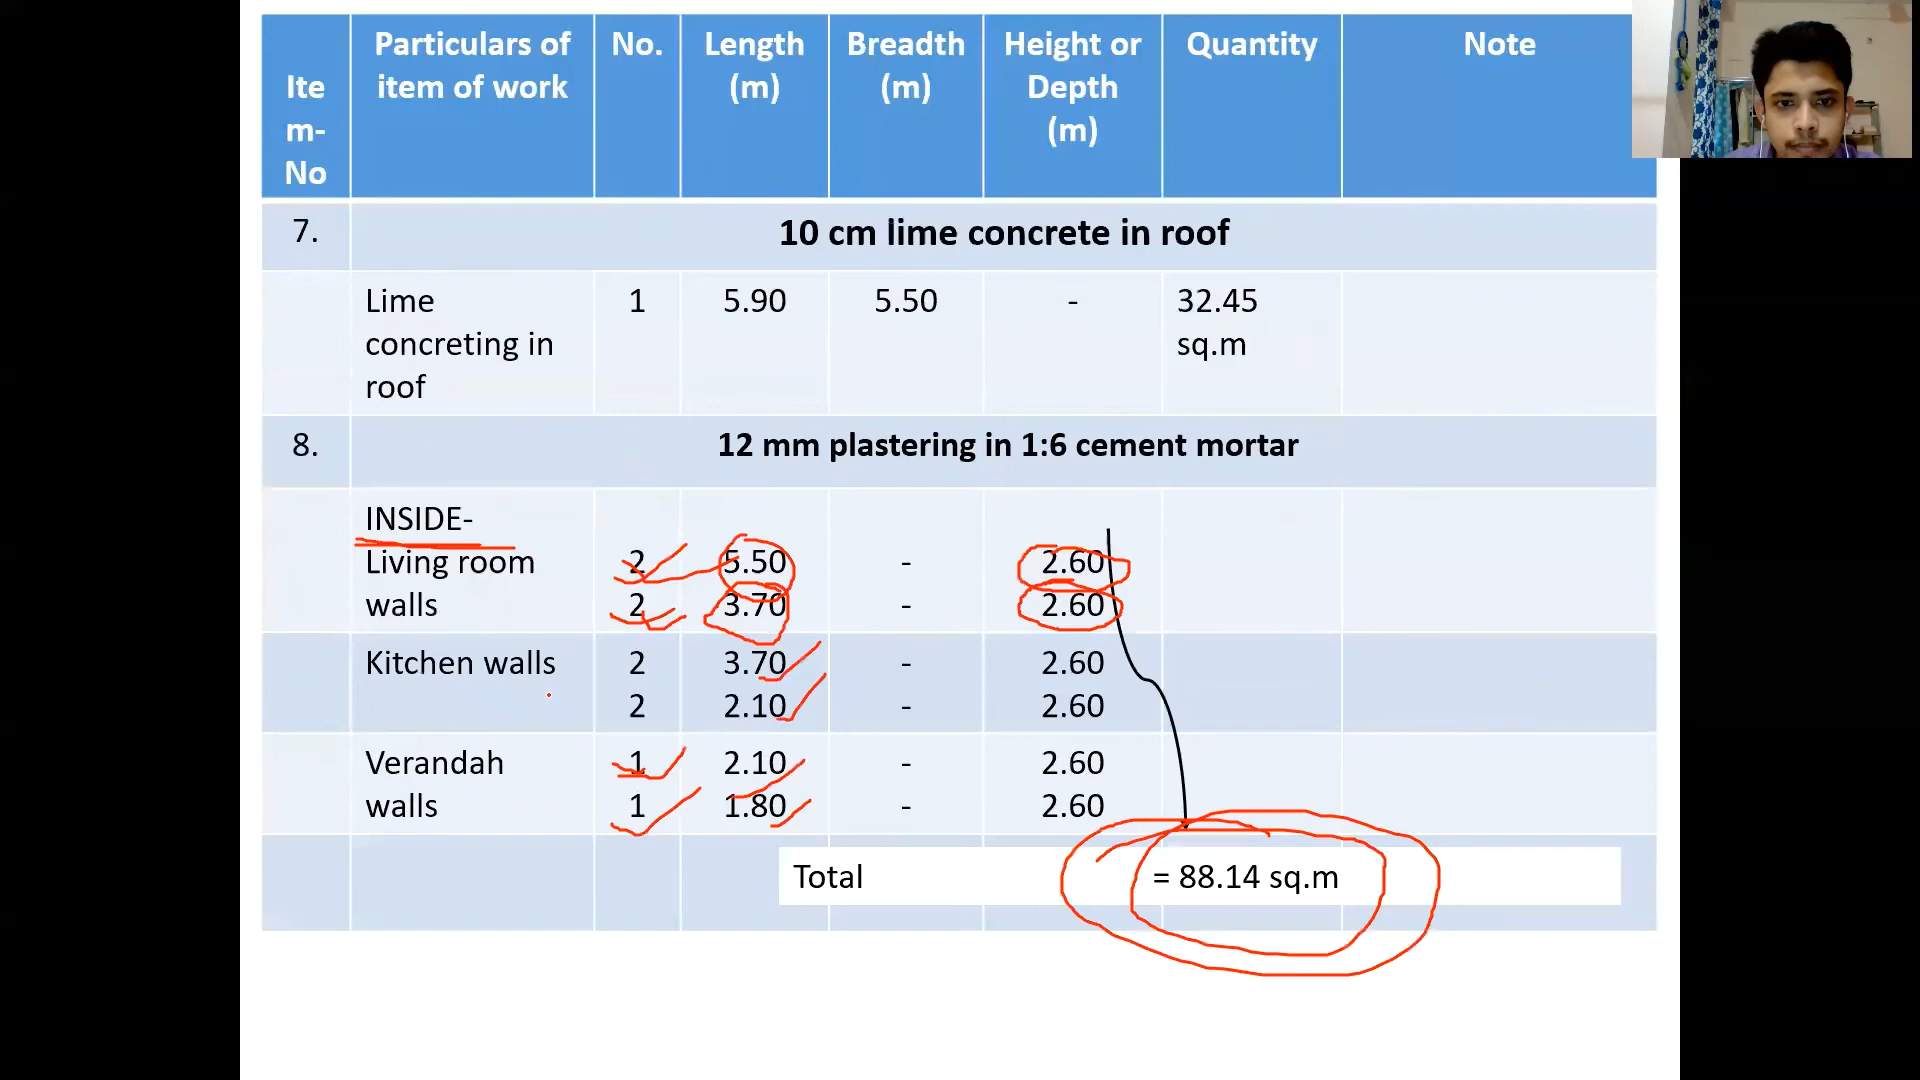 Ite
m-
No
Particulars of
item of work
No.
Length
(m)
Breadth
(m)
Height or
Depth
(m)
Quantity
Note
7.
10 cm lime concrete in roof
Lime
concreting in
roof
1
5.90
5.50
-
32.45
sq.m
8.
12 mm plastering in 1:6 cement mortar
INSIDE-
Living room 2 5.50 - 2.60
walls 2 3.70 - 2.60
Kitchen walls 2 3.70 - 2.60
2 2.10 - 2.60
Verandah 1 2.10 - 2.60
walls 1 1.80 - 2.60
Total = 88.14 sq.m